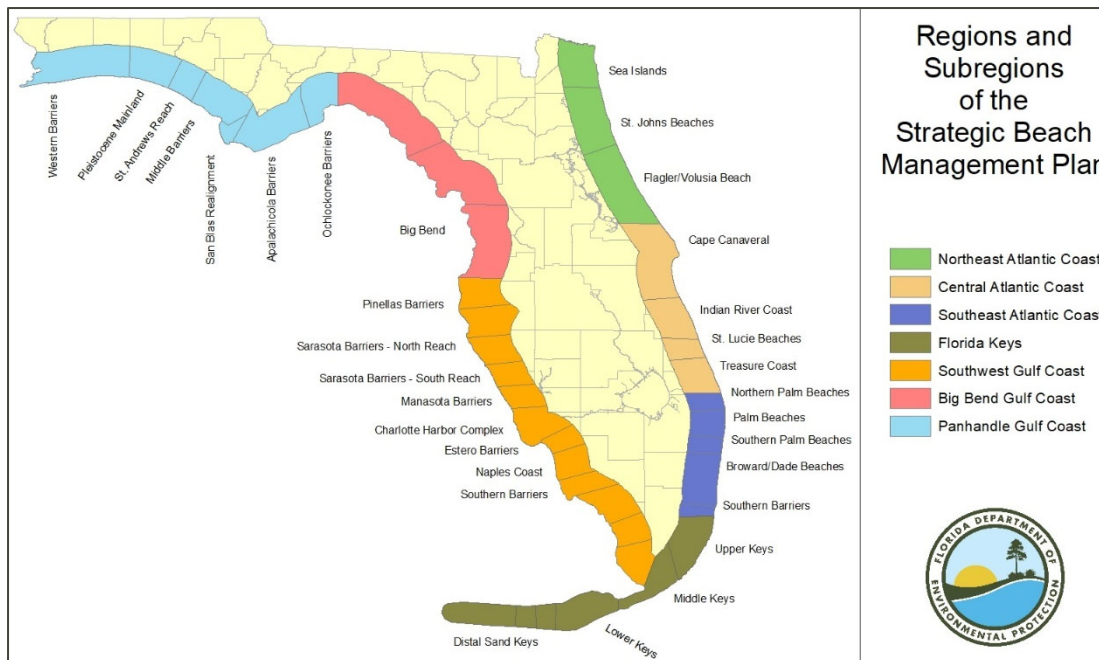 Regions and
Subregions
of the
Strategic Beach
Management Plan
Northeast Atlantic Coast
Central Atlantic Coast
Southeast Atlantic Coast
Florida Keys
Southwest Gulf Coast
Big Bend Gulf Coast
Panhandle Gulf Coast
Western Barriers
Pleistocene Mainland
St. Andrews Reach
Middle Barriers
San Blas Realignment
Apalachicola Barriers
Ochlockonee Barriers
Big Bend
Pinellas Barriers
Sarasota Barriers - North Reach
Sarasota Barriers - South Reach
Manasota Barriers
Charlotte Harbor Complex
Estero Barriers
Naples Coast
Southern Barriers
Sea Islands
St. Johns Beaches
Flagler/Volusia Beach
Cape Canaveral
Indian River Coast
St. Lucie Beaches
Treasure Coast
Northern Palm Beaches
Palm Beaches
Southern Palm Beaches
Broward/Dade Beaches
Southern Barriers
Upper Keys
Middle Keys
Lower Keys
Distal Sand Keys
FLORIDA DEPARTMENT OF
ENVIRONMENTAL PROTECTION